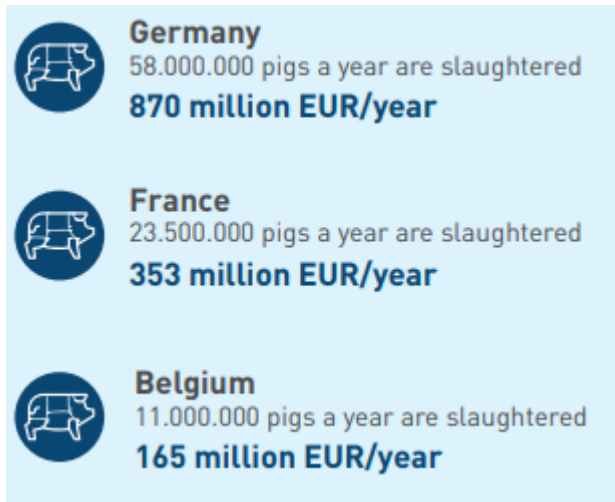 Germany
58.000.000 pigs a year are slaughtered
870 million EUR/year
France
23.500.000 pigs a year are slaughtered
353 million EUR/year
Belgium
11.000.000 pigs a year are slaughtered
165 million EUR/year